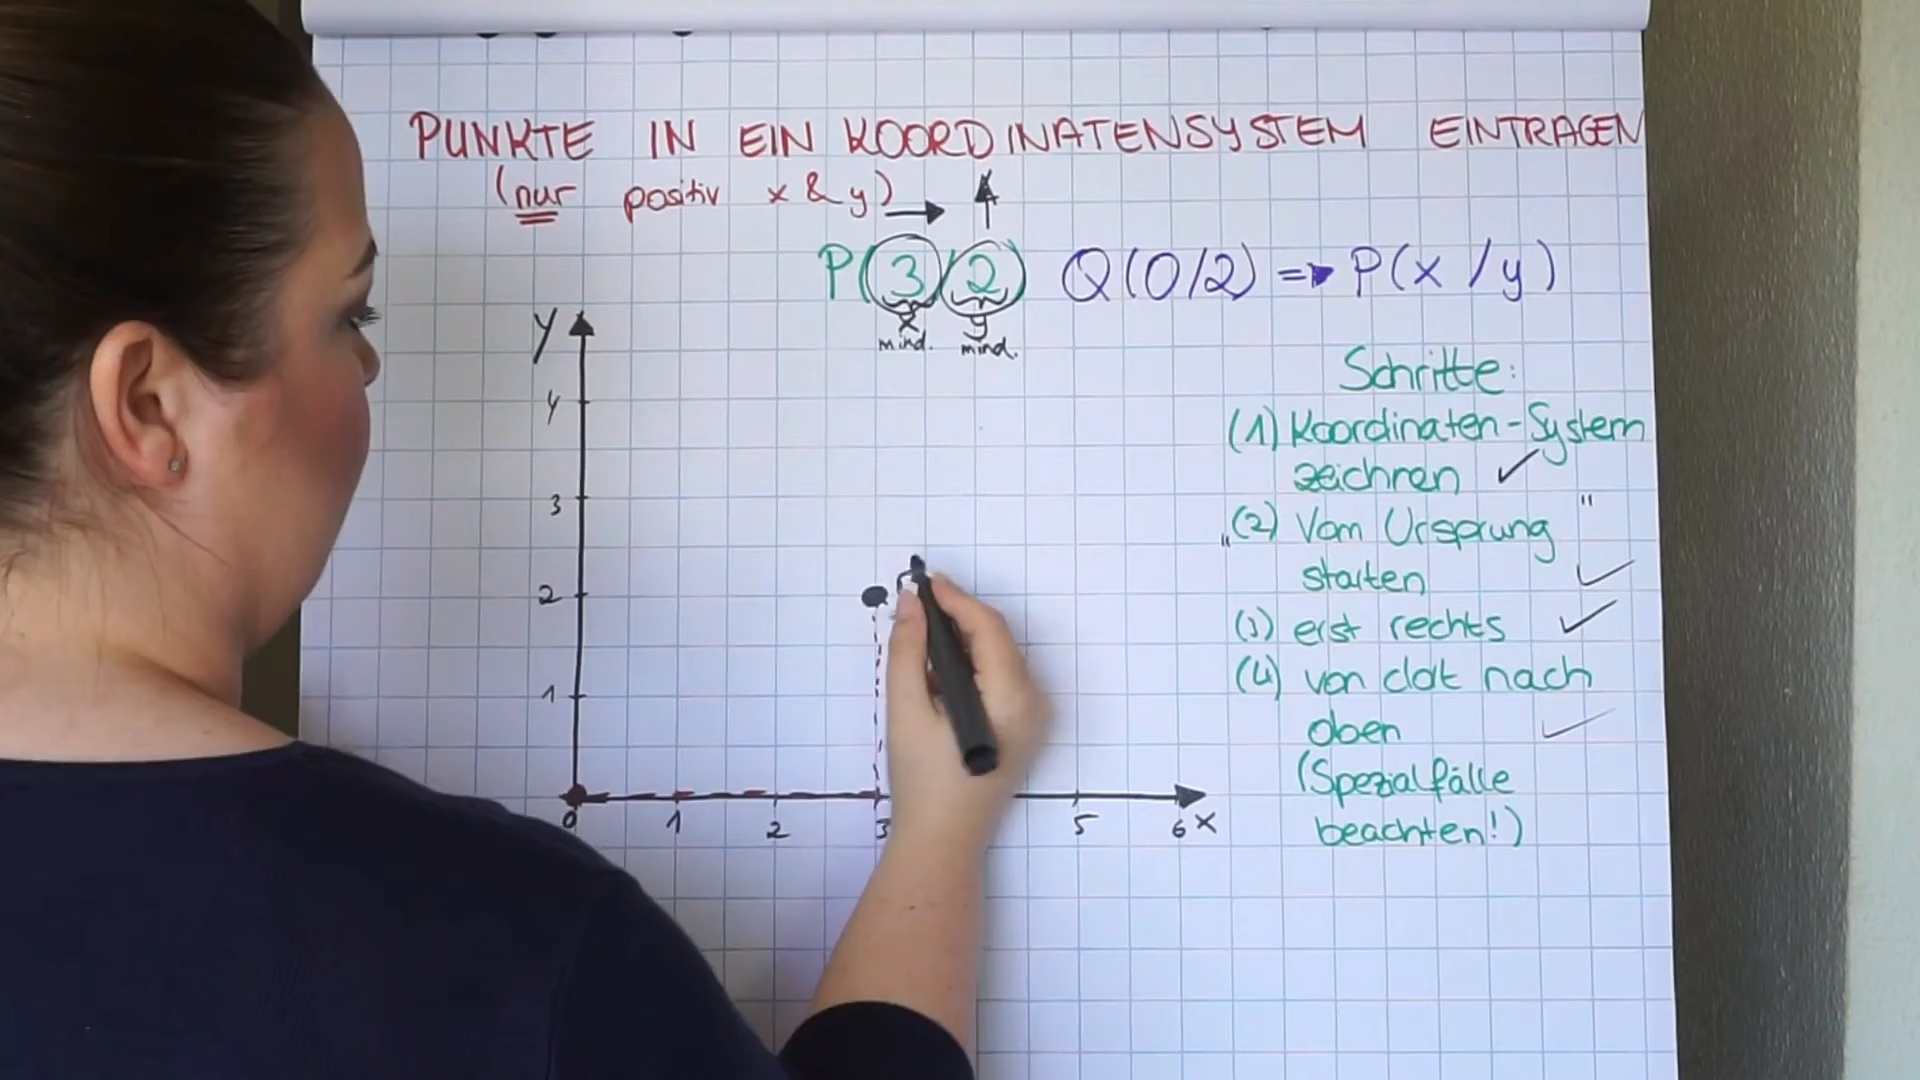 PUNKTE IN EIN KOORDINATENSYSTEM EINTRAGEN
(nur positiv x & y)
P(3/2) Q(0/2) => P(x / y)
x y
mind. mind.
y
4
3
2
1
0 1 2 3 5 6 x
Schritte:
(1) Koordinaten-System
zeichnen ✓
„(2) Vom Ursprung "
starten ✓
(3) erst rechts ✓
(4) von dort nach
oben ✓
(Spezialfälle
beachten!)